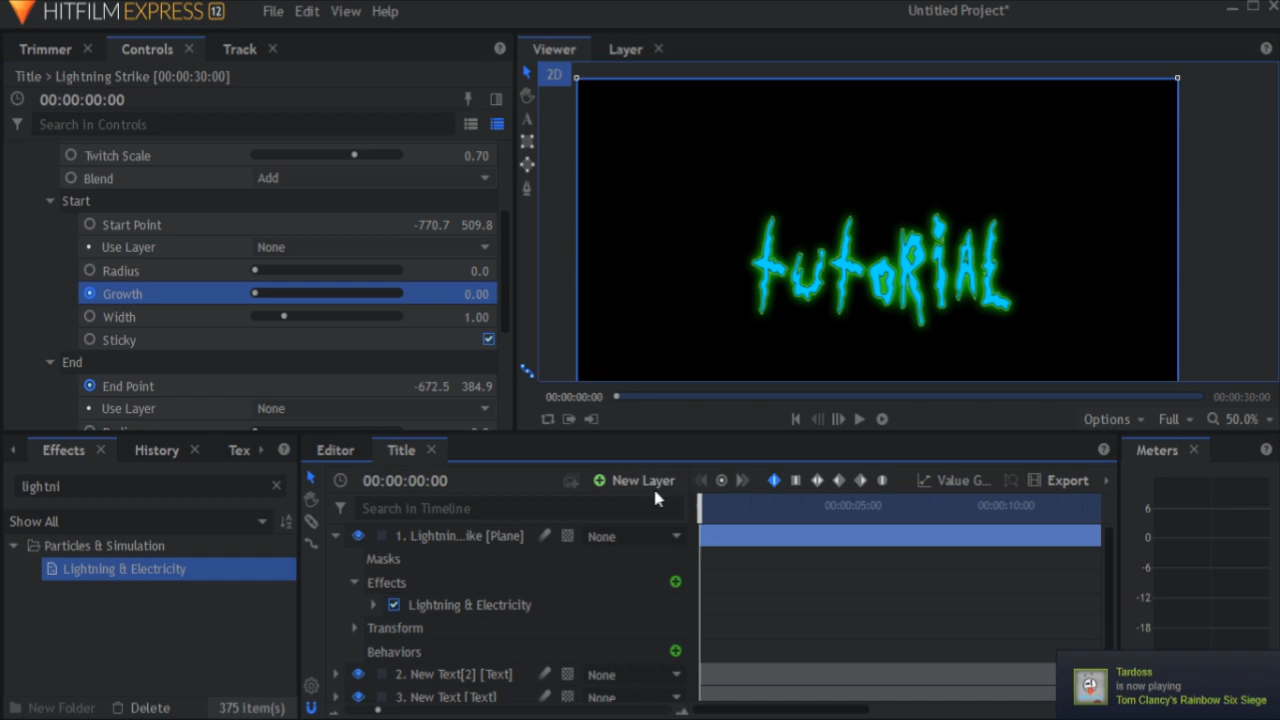 HITFILM EXPRESS 12
File Edit View Help
Untitled Project*
Trimmer
Controls
Track
Title > Lightning Strike [00:00:30:00]
00:00:00:00
Search In Controls
Twitch Scale 0.70
Blend Add
Start
Start Point -770.7 509.8
Use Layer None
Radius 0.0
Growth 0.00
Width 1.00
Sticky
End
End Point -672.5 384.9
Use Layer None
Viewer
Layer
2D
tutoRiAL
00:00:00:00
00:00:30:00
Options Full 50.0%
Effects
History
Tex
lightni
Show All
Particles & Simulation
Lightning & Electricity
New Folder Delete 375 item(s)
Editor
Title
00:00:00:00
New Layer
Value G...
Export
Search In Timeline
00:00:05:00 00:00:10:00
1. Lightnin...ike [Plane] None
Masks
Effects
Lightning & Electricity
Transform
Behaviors
2. New Text[2] [Text] None
3. New Text [Text] None
Meters
6
0
-6
-12
-18
Tardoss
is now playing
Tom Clancy's Rainbow Six Siege